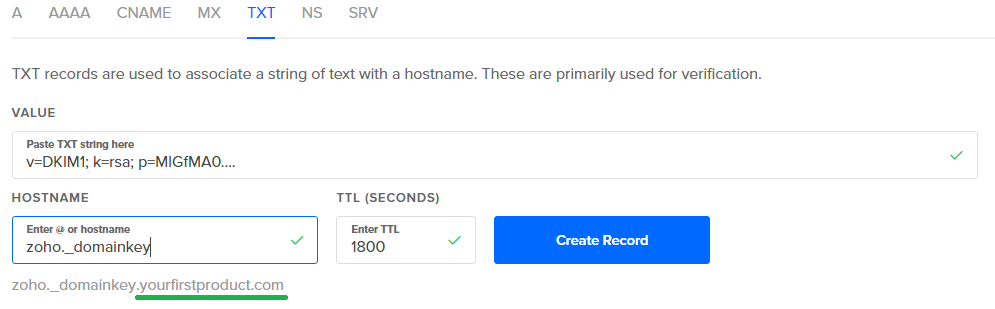 A AAAA CNAME MX TXT NS SRV
TXT records are used to associate a string of text with a hostname. These are primarily used for verification.
VALUE
Paste TXT string here
v=DKIM1; k=rsa; p=MIGfMA0....
HOSTNAME TTL (SECONDS)
Enter @ or hostname Enter TTL
zoho._domainkey 1800 Create Record
zoho._domainkey.yourfirstproduct.com